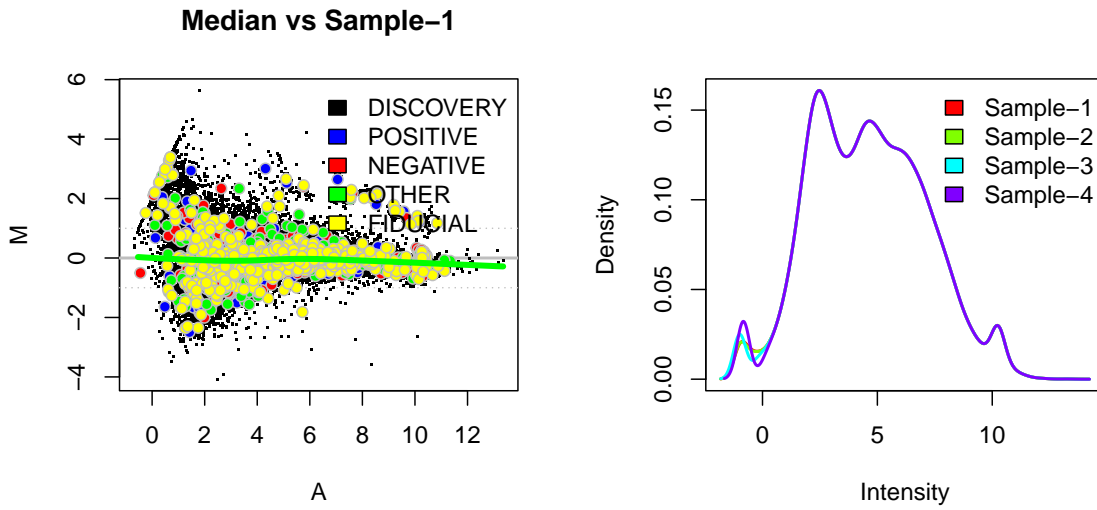 Median vs Sample−1
6
4
2
0
−2
−4
M
0 2 4 6 8 10 12
A
DISCOVERY
POSITIVE
NEGATIVE
OTHER
FIDUCIAL
0.15
0.10
0.05
0.00
Density
0 5 10
Intensity
Sample−1
Sample−2
Sample−3
Sample−4